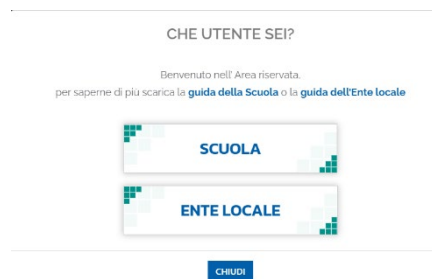 CHE UTENTE SEI?
Benvenuto nell' Area riservata.
per saperne di più scarica la guida della Scuola o la guida dell'Ente locale
SCUOLA
ENTE LOCALE
CHIUDI